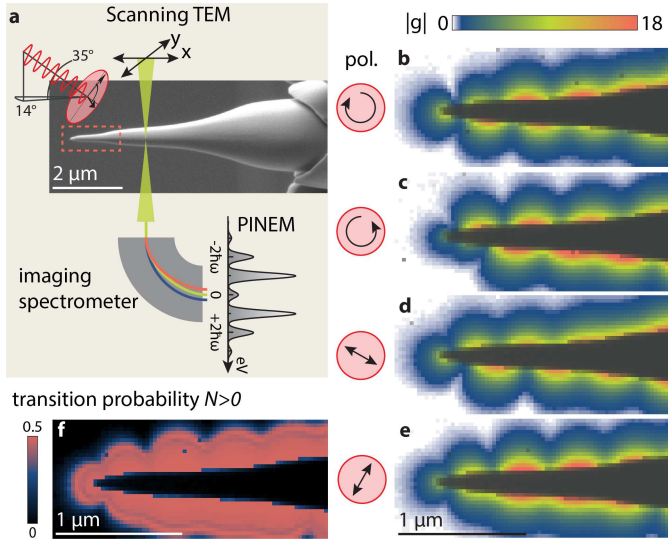 a
Scanning TEM
y
x
35°
14°
2 μm
imaging
spectrometer
PINEM
-2ħω
0
+2ħω
eV
|g| 0 18
pol.
b
c
d
e
1 μm
transition probability N>0
0.5
0
f
1 μm